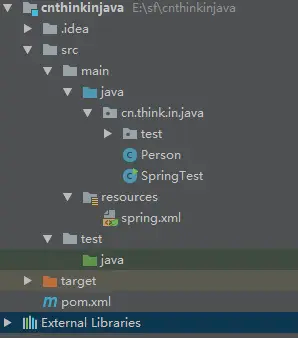 cnthinkinjava E:\sf\cnthinkinjava
.idea
src
main
java
cn.think.in.java
test
Person
SpringTest
resources
spring.xml
test
java
target
pom.xml
External Libraries